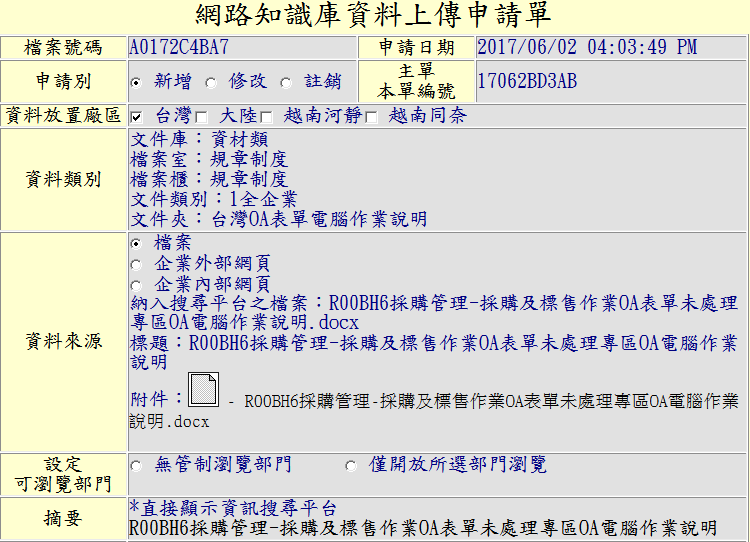 網路知識庫資料上傳申請單
檔案號碼 A0172C4BA7 申請日期 2017/06/02 04:03:49 PM
申請別 新增 修改 註銷 主單 本單編號 17062BD3AB
資料放置廠區 台灣 大陸 越南河靜 越南同奈
資料類別
文件庫：資材類
檔案室：規章制度
檔案櫃：規章制度
文件類別：1全企業
文件夾：台灣OA表單電腦作業說明
資料來源
檔案
企業外部網頁
企業內部網頁
納入搜尋平台之檔案：R00BH6採購管理-採購及標售作業OA表單未處理
專區OA電腦作業說明.docx
標題：R00BH6採購管理-採購及標售作業OA表單未處理專區OA電腦作業
說明
附件： - R00BH6採購管理-採購及標售作業OA表單未處理專區OA電腦作業
說明.docx
設定
可瀏覽部門
無管制瀏覽部門 僅開放所選部門瀏覽
摘要
*直接顯示資訊搜尋平台
R00BH6採購管理-採購及標售作業OA表單未處理專區OA電腦作業說明